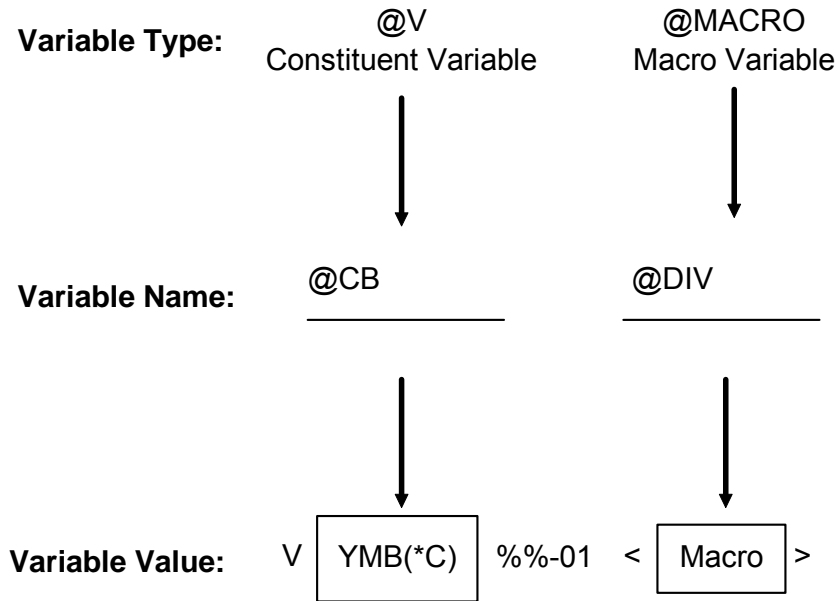 Variable Type:
@V
Constituent Variable
@MACRO
Macro Variable
Variable Name:
@CB
@DIV
Variable Value:
V YMB(*C) %%-01 < Macro >